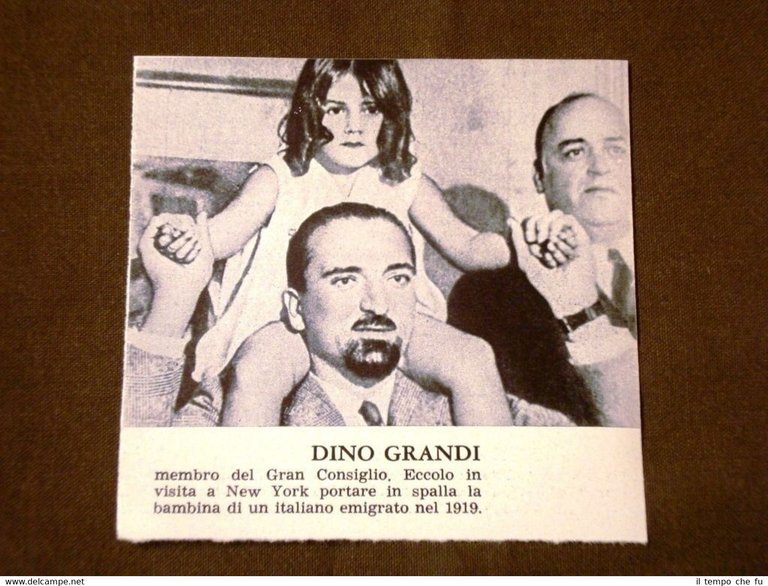 DINO GRANDI
membro del Gran Consiglio. Eccolo in
visita a New York portare in spalla la
bambina di un italiano emigrato nel 1919.
www.delcampe.net
il tempo che fu